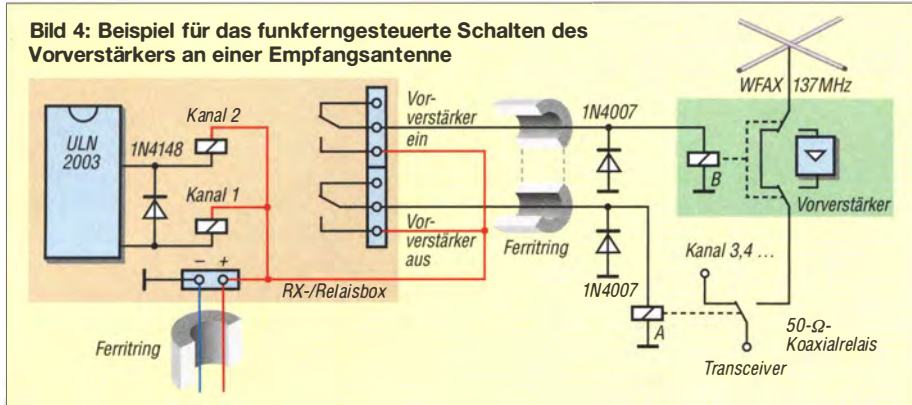 Bild 4: Beispiel für das funkferngesteuerte Schalten des
Vorverstärkers an einer Empfangsantenne
WFAX 137MHz
Kanal 2
ULN
2003
1N4148
Kanal 1
Vor-
verstärker
ein
1N4007
B
Vorverstärker
Vor-
verstärker
aus
Ferritring
Kanal 3,4 ...
– +
RX-/Relaisbox
1N4007
A
50-Ω-
Koaxialrelais
Ferritring
Transceiver